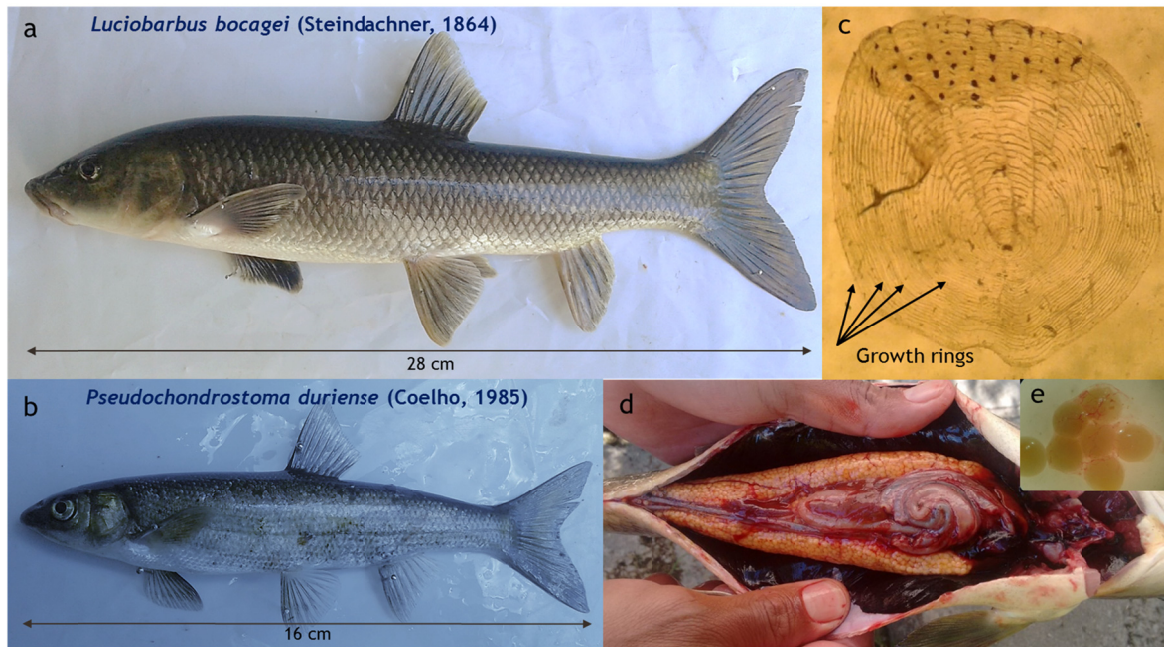 a
Luciobarbus bocagei (Steindachner, 1864)
28 cm
b
Pseudochondrostoma duriense (Coelho, 1985)
16 cm
c
Growth rings
d
e